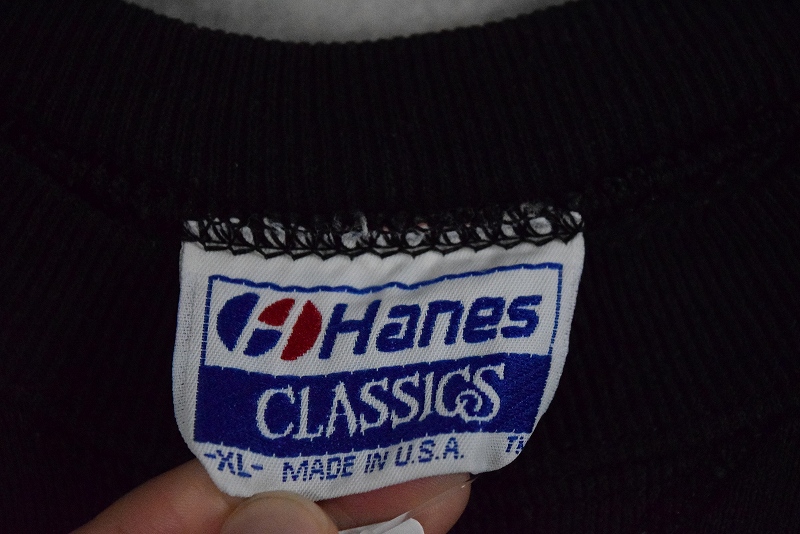 Hanes
CLASSICS
-XL- MADE IN U.S.A. TM